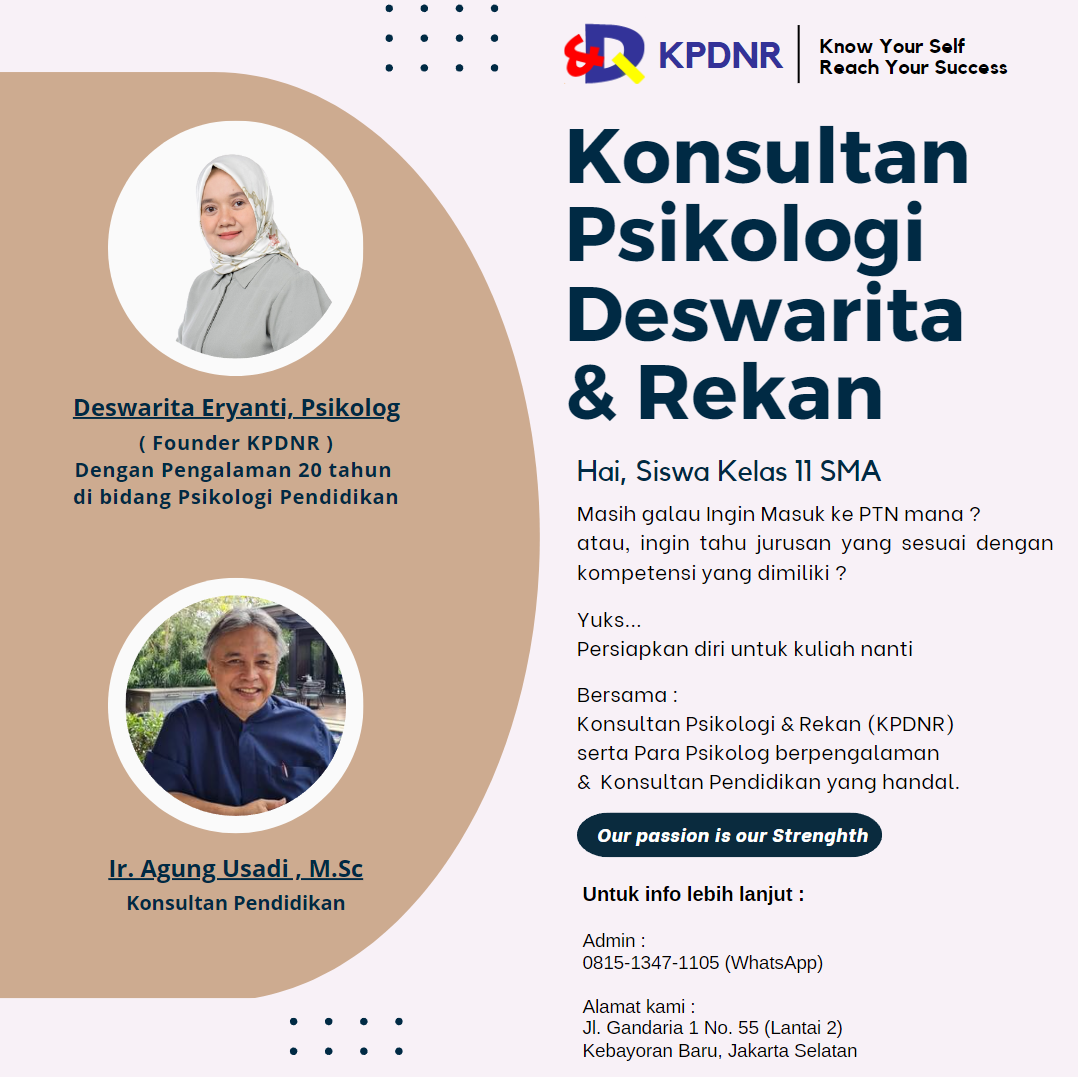 &D KPDNR
Know Your Self
Reach Your Success
Konsultan
Psikologi
Deswarita
& Rekan
Deswarita Eryanti, Psikolog
( Founder KPDNR )
Dengan Pengalaman 20 tahun
di bidang Psikologi Pendidikan
Ir. Agung Usadi , M.Sc
Konsultan Pendidikan
Hai, Siswa Kelas 11 SMA
Masih galau Ingin Masuk ke PTN mana ?
atau, ingin tahu jurusan yang sesuai dengan
kompetensi yang dimiliki ?
Yuks...
Persiapkan diri untuk kuliah nanti
Bersama :
Konsultan Psikologi & Rekan (KPDNR)
serta Para Psikolog berpengalaman
& Konsultan Pendidikan yang handal.
Our passion is our Strenghth
Untuk info lebih lanjut :
Admin :
0815-1347-1105 (WhatsApp)
Alamat kami :
Jl. Gandaria 1 No. 55 (Lantai 2)
Kebayoran Baru, Jakarta Selatan